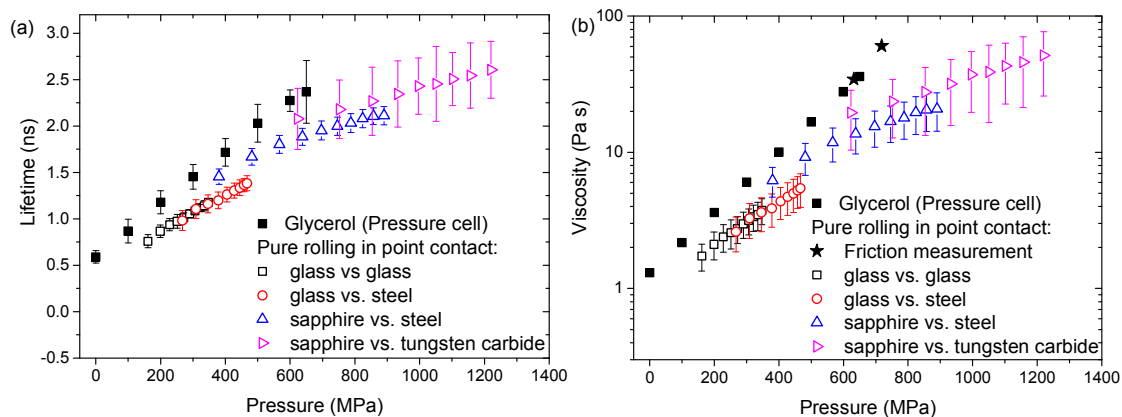 (a)
3.0
2.5
2.0
1.5
1.0
0.5
0.0
-0.5
Lifetime (ns)
Glycerol (Pressure cell)
Pure rolling in point contact:
glass vs glass
glass vs. steel
sapphire vs. steel
sapphire vs. tungsten carbide
0 200 400 600 800 1000 1200 1400
Pressure (MPa)
(b)
100
10
1
Viscosity (Pa s)
Glycerol (Pressure cell)
Pure rolling in point contact:
Friction measurement
glass vs. glass
glass vs. steel
sapphire vs. steel
sapphire vs. tungsten carbide
0 200 400 600 800 1000 1200 1400
Pressure (MPa)